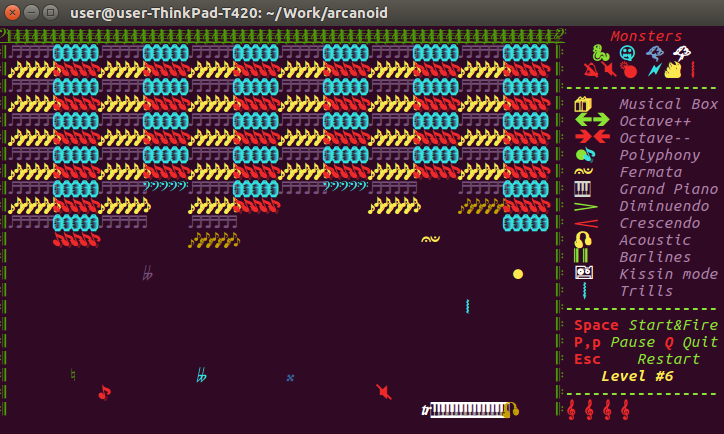 user@user-ThinkPad-T420: ~/Work/arcanoid
Monsters
Musical Box
Octave++
Octave--
Polyphony
Fermata
Grand Piano
Diminuendo
Crescendo
Acoustic
Barlines
Kissin mode
Trills
Space Start&Fire
P,p Pause Q Quit
Esc Restart
Level #6
tr